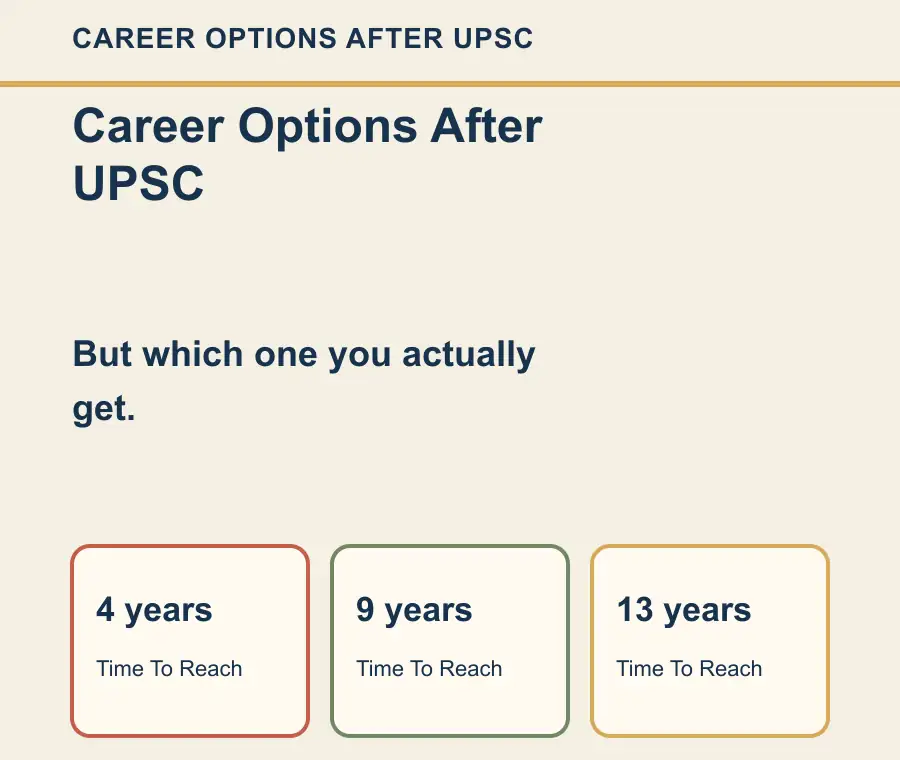 CAREER OPTIONS AFTER UPSC
Career Options After
UPSC
But which one you actually
get.
4 years
Time To Reach
9 years
Time To Reach
13 years
Time To Reach